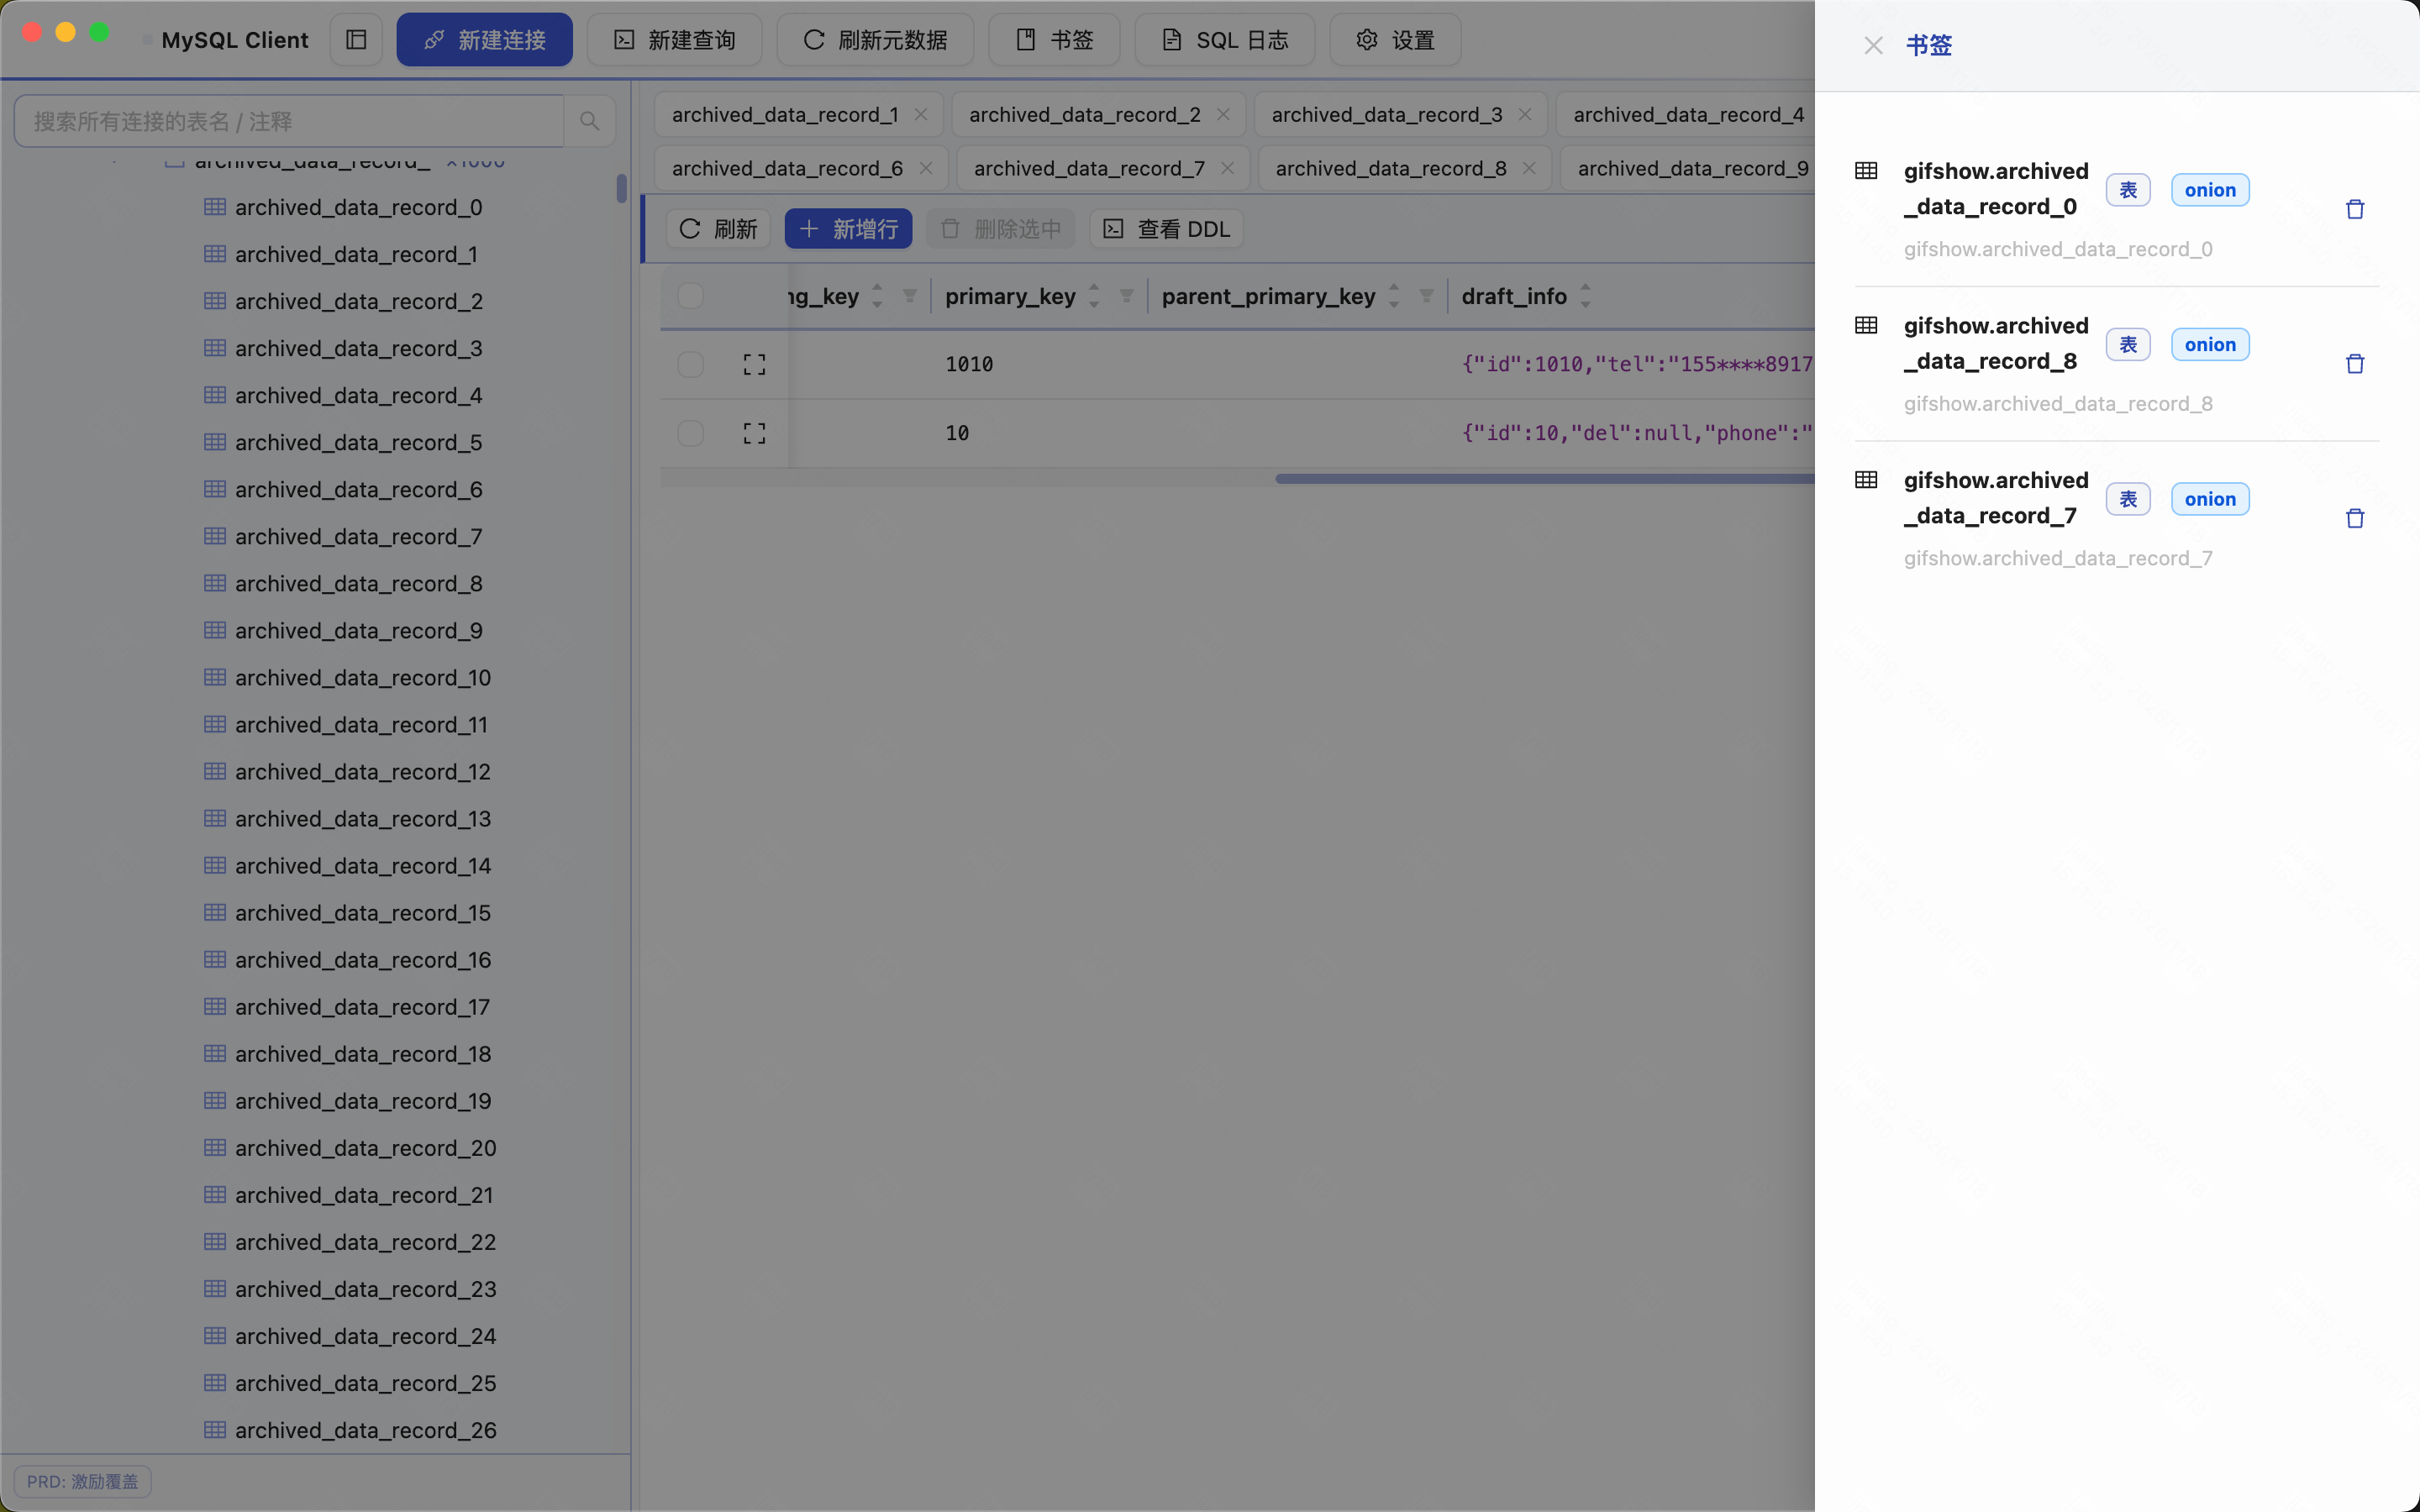 MySQL Client
新建连接
新建查询
刷新元数据
书签
SQL 日志
设置
搜索所有连接的表名 / 注释
archived_data_record_ ×1000
archived_data_record_0
archived_data_record_1
archived_data_record_2
archived_data_record_3
archived_data_record_4
archived_data_record_5
archived_data_record_6
archived_data_record_7
archived_data_record_8
archived_data_record_9
archived_data_record_10
archived_data_record_11
archived_data_record_12
archived_data_record_13
archived_data_record_14
archived_data_record_15
archived_data_record_16
archived_data_record_17
archived_data_record_18
archived_data_record_19
archived_data_record_20
archived_data_record_21
archived_data_record_22
archived_data_record_23
archived_data_record_24
archived_data_record_25
archived_data_record_26
PRD: 激励覆盖
archived_data_record_1
archived_data_record_2
archived_data_record_3
archived_data_record_4
archived_data_record_6
archived_data_record_7
archived_data_record_8
archived_data_record_9
刷新
新增行
删除选中
查看 DDL
ng_key
primary_key
parent_primary_key
draft_info
1010
{"id":1010,"tel":"155****8917
10
{"id":10,"del":null,"phone":"
书签
gifshow.archived
_data_record_0
表
onion
gifshow.archived_data_record_0
gifshow.archived
_data_record_8
表
onion
gifshow.archived_data_record_8
gifshow.archived
_data_record_7
表
onion
gifshow.archived_data_record_7